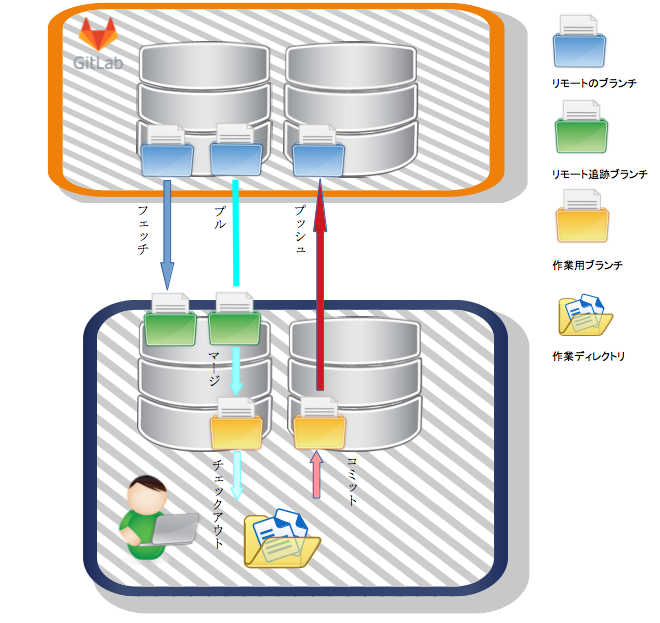 GitLab
リモートのブランチ
リモート追跡ブランチ
フェッチ
プル
プッシュ
作業用ブランチ
マージ
作業ディレクトリ
チェックアウト
コミット